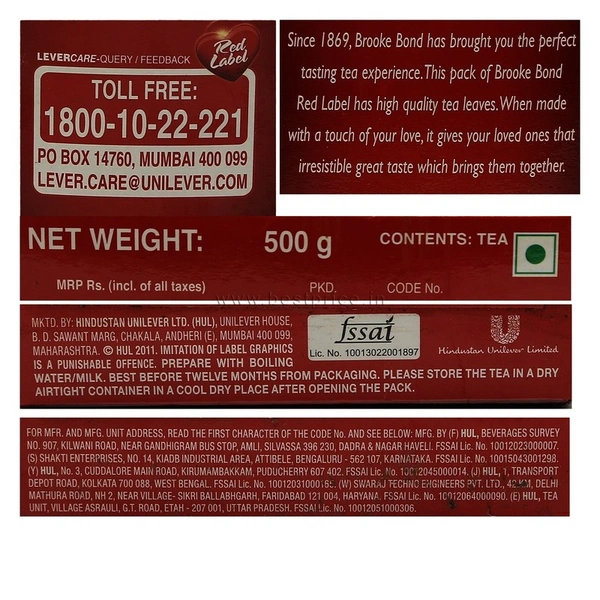 LEVERCARE-QUERY / FEEDBACK
Red
Label
TOLL FREE:
1800-10-22-221
PO BOX 14760, MUMBAI 400 099
LEVER.CARE@UNILEVER.COM
Since 1869, Brooke Bond has brought you the perfect
tasting tea experience.This pack of Brooke Bond
Red Label has high quality tea leaves.When made
with a touch of your love, it gives your loved ones that
irresistible great taste which brings them together.
NET WEIGHT: 500 g CONTENTS: TEA
MRP Rs. (incl. of all taxes) PKD. CODE No.
www.bestprice.in
MKTD. BY: HINDUSTAN UNILEVER LTD. (HUL), UNILEVER HOUSE,
B. D. SAWANT MARG, CHAKALA, ANDHERI (E), MUMBAI 400 099,
MAHARASHTRA. © HUL 2011. IMITATION OF LABEL GRAPHICS
IS A PUNISHABLE OFFENCE. PREPARE WITH BOILING
WATER/MILK. BEST BEFORE TWELVE MONTHS FROM PACKAGING. PLEASE STORE THE TEA IN A DRY
AIRTIGHT CONTAINER IN A COOL DRY PLACE AFTER OPENING THE PACK.
fssai
Lic. No. 10013022001897
Hindustan Unilever Limited
FOR MFR. AND MFG. UNIT ADDRESS, READ THE FIRST CHARACTER OF THE CODE No. AND SEE BELOW: MFG. BY (F) HUL, BEVERAGES SURVEY
NO. 907, KILWANI ROAD, NEAR GANDHIGRAM BUS STOP, AMLI, SILVASSA 396 230, DADRA & NAGAR HAVELI. FSSAI Lic. No. 10012023000007.
(S) SHAKTI ENTERPRISES, NO. 14, KIADB INDUSTRIAL AREA, ATTIBELE, BENGALURU - 562 107, KARNATAKA. FSSAI Lic. No. 10015043001298.
(Y) HUL, No. 3, CUDDALORE MAIN ROAD, KIRUMAMBAKKAM, PUDUCHERRY 607 402. FSSAI Lic. No. 10012045000014. (J) HUL, 1, TRANSPORT
DEPOT ROAD, KOLKATA 700 088, WEST BENGAL. FSSAI Lic. No. 10012031000185. (W) SWARAJ TECHNO ENGINEERS PVT. LTD., DELHI
MATHURA ROAD, NH 2, NEAR VILLAGE- SIKRI BALLABHGARH, FARIDABAD 121 004, HARYANA. FSSAI Lic. No. 10012064000090. (E) HUL, TEA
UNIT, VILLAGE ASRAULI, G.T. ROAD, ETAH - 207 001, UTTAR PRADESH. FSSAI Lic. No. 10012051000306.